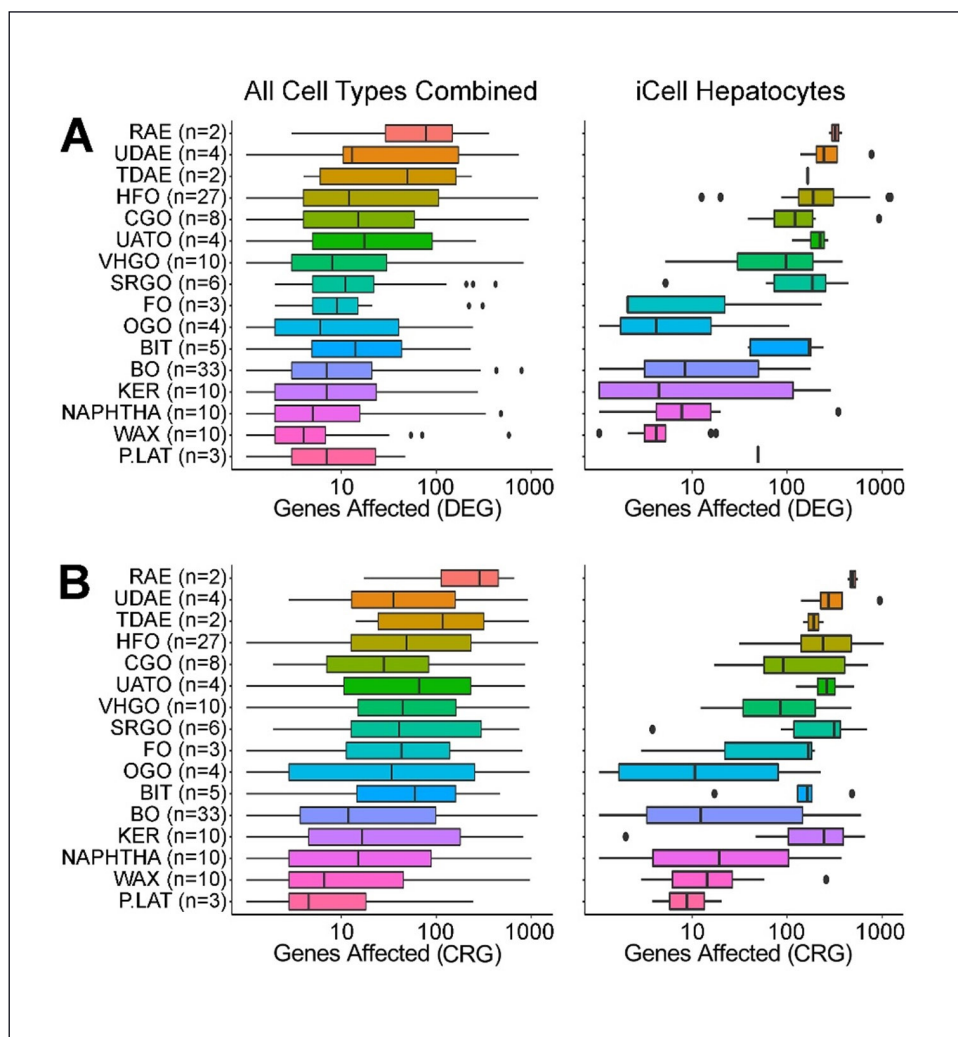 All Cell Types Combined iCell Hepatocytes
A
RAE (n=2)
UDAE (n=4)
TDAE (n=2)
HFO (n=27)
CGO (n=8)
UATO (n=4)
VHGO (n=10)
SRGO (n=6)
FO (n=3)
OGO (n=4)
BIT (n=5)
BO (n=33)
KER (n=10)
NAPHTHA (n=10)
WAX (n=10)
P.LAT (n=3)
10 100 1000 10 100 1000
Genes Affected (DEG) Genes Affected (DEG)
B
RAE (n=2)
UDAE (n=4)
TDAE (n=2)
HFO (n=27)
CGO (n=8)
UATO (n=4)
VHGO (n=10)
SRGO (n=6)
FO (n=3)
OGO (n=4)
BIT (n=5)
BO (n=33)
KER (n=10)
NAPHTHA (n=10)
WAX (n=10)
P.LAT (n=3)
10 100 1000 10 100 1000
Genes Affected (CRG) Genes Affected (CRG)